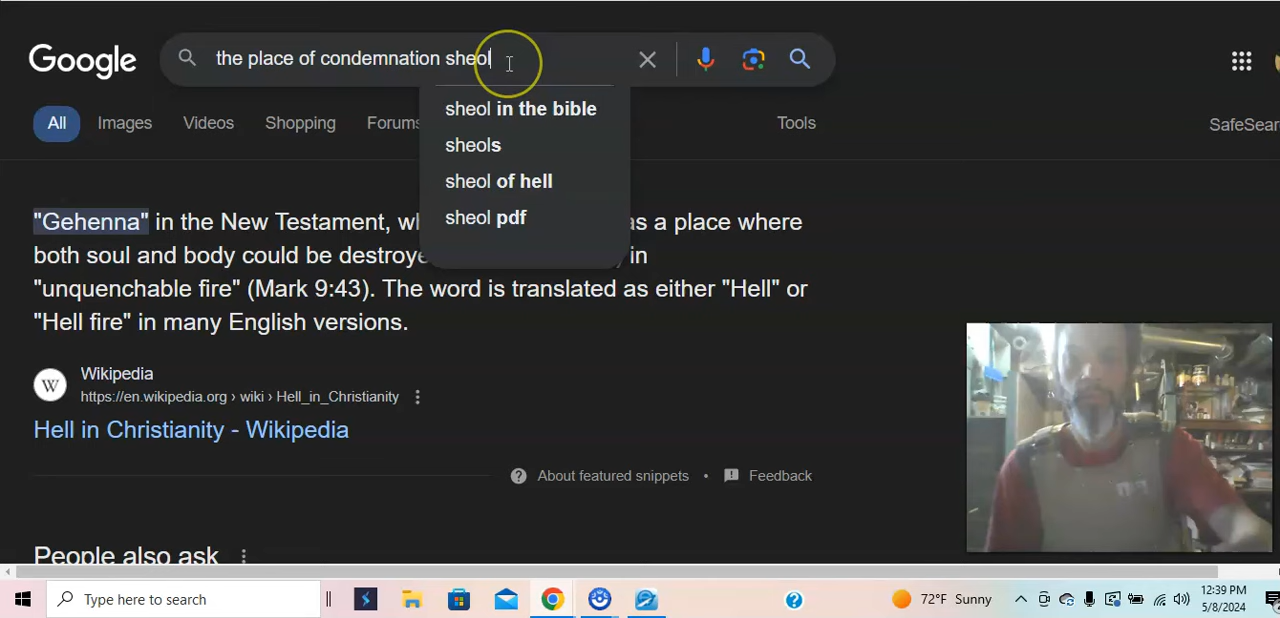 Google
the place of condemnation sheol
sheol in the bible
sheols
sheol of hell
sheol pdf
All Images Videos Shopping Forums Tools SafeSear
"Gehenna" in the New Testament, wh as a place where
both soul and body could be destroye in
"unquenchable fire" (Mark 9:43). The word is translated as either "Hell" or
"Hell fire" in many English versions.
W
Wikipedia
https://en.wikipedia.org › wiki › Hell_in_Christianity
Hell in Christianity - Wikipedia
About featured snippets • Feedback
People also ask
Type here to search
72°F Sunny
12:39 PM
5/8/2024